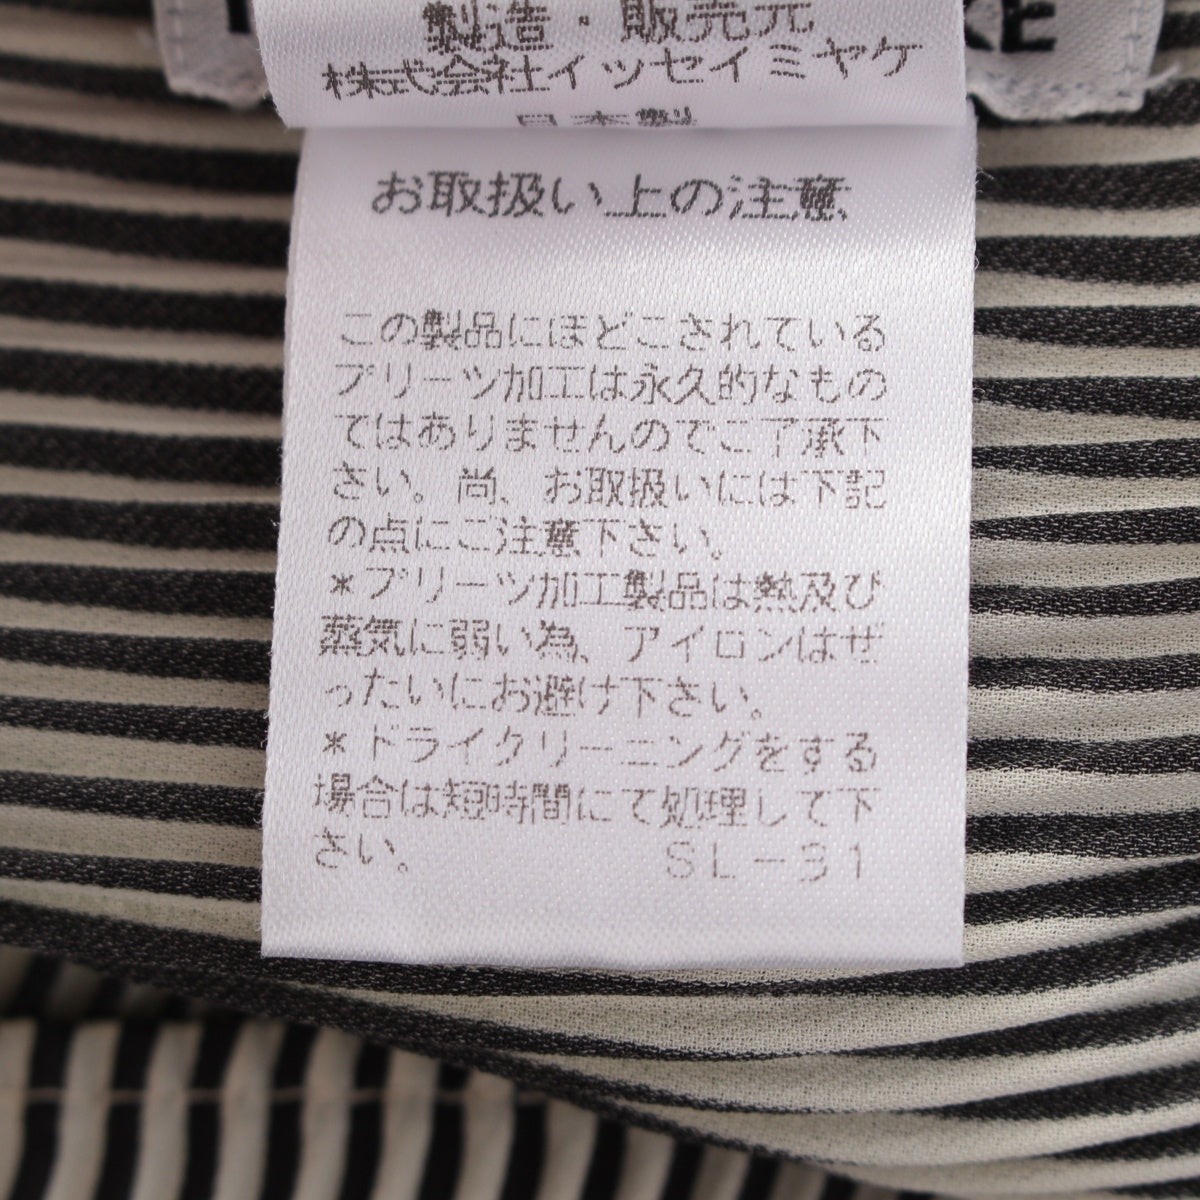 KE
製造・販売元
株式会社イッセイミヤケ
日本製
お取扱い上の注意
この製品にほどこされている
プリーツ加工は永久的なもの
ではありませんのでご了承下
さい。尚、お取扱いには下記
の点にご注意下さい。
*プリーツ加工製品は熱及び
蒸気に弱い為、アイロンはぜ
ったいにお避け下さい。
*ドライクリーニングをする
場合は短時間にて処理して下
さい。 SL-31